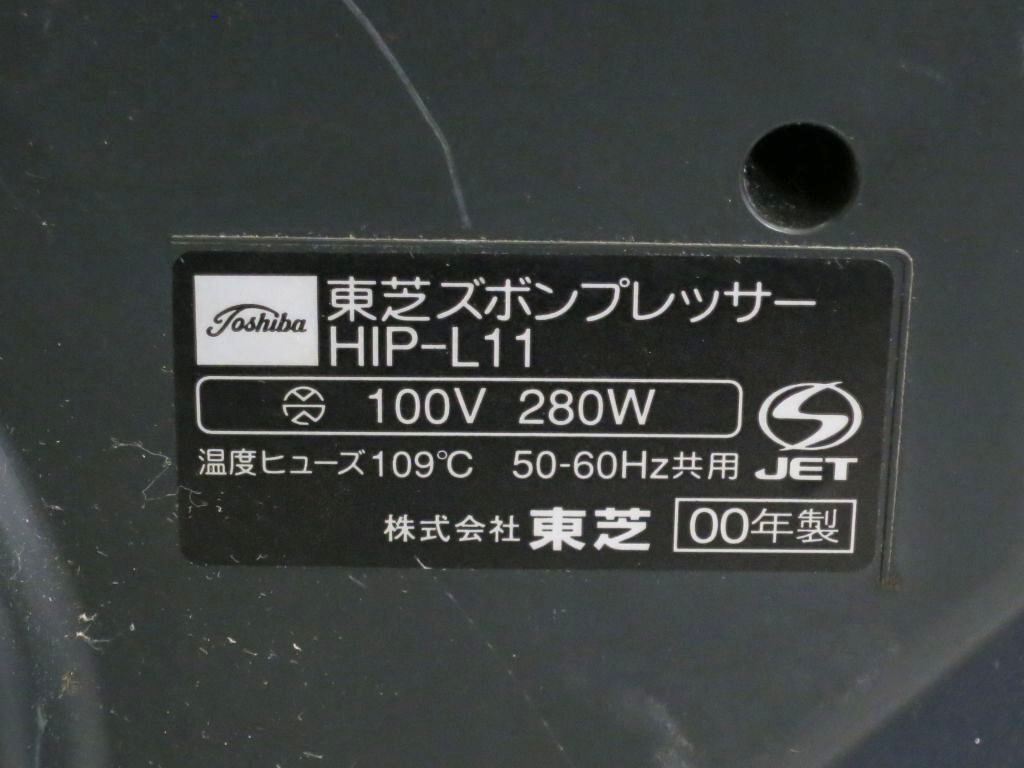 Toshiba
東芝ズボンプレッサー
HIP-L11
100V 280W
温度ヒューズ109℃ 50-60Hz共用
JET
株式会社 東芝 00年製